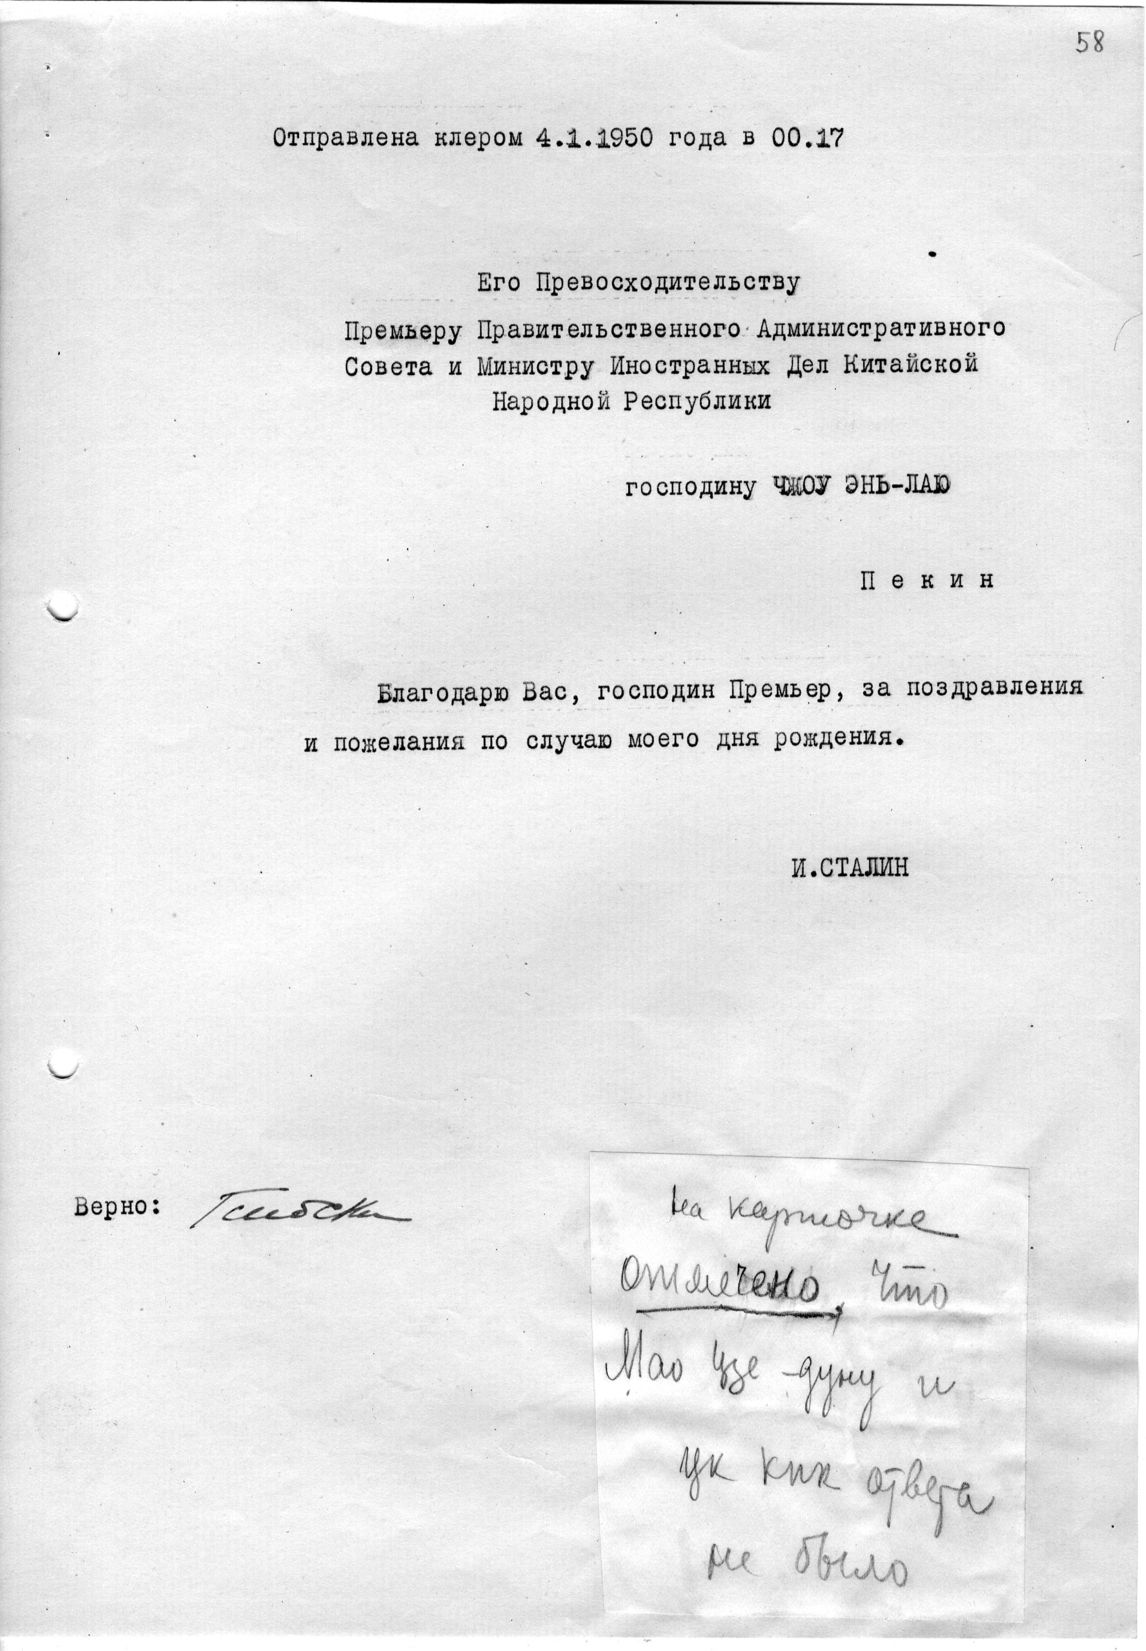 58
Отправлена клером 4.1.1950 года в 00.17
Его Превосходительству
Премьеру Правительственного Административного
Совета и Министру Иностранных Дел Китайской
Народной Республики
господину ЧЖОУ ЭНЬ-ЛАЮ
Пекин
Благодарю Вас, господин Премьер, за поздравления
и пожелания по случаю моего дня рождения.
И.СТАЛИН
Верно:
на карточке
отмечено, что
Мао Цзе-дуну и
ЦК КПК ответа
не было